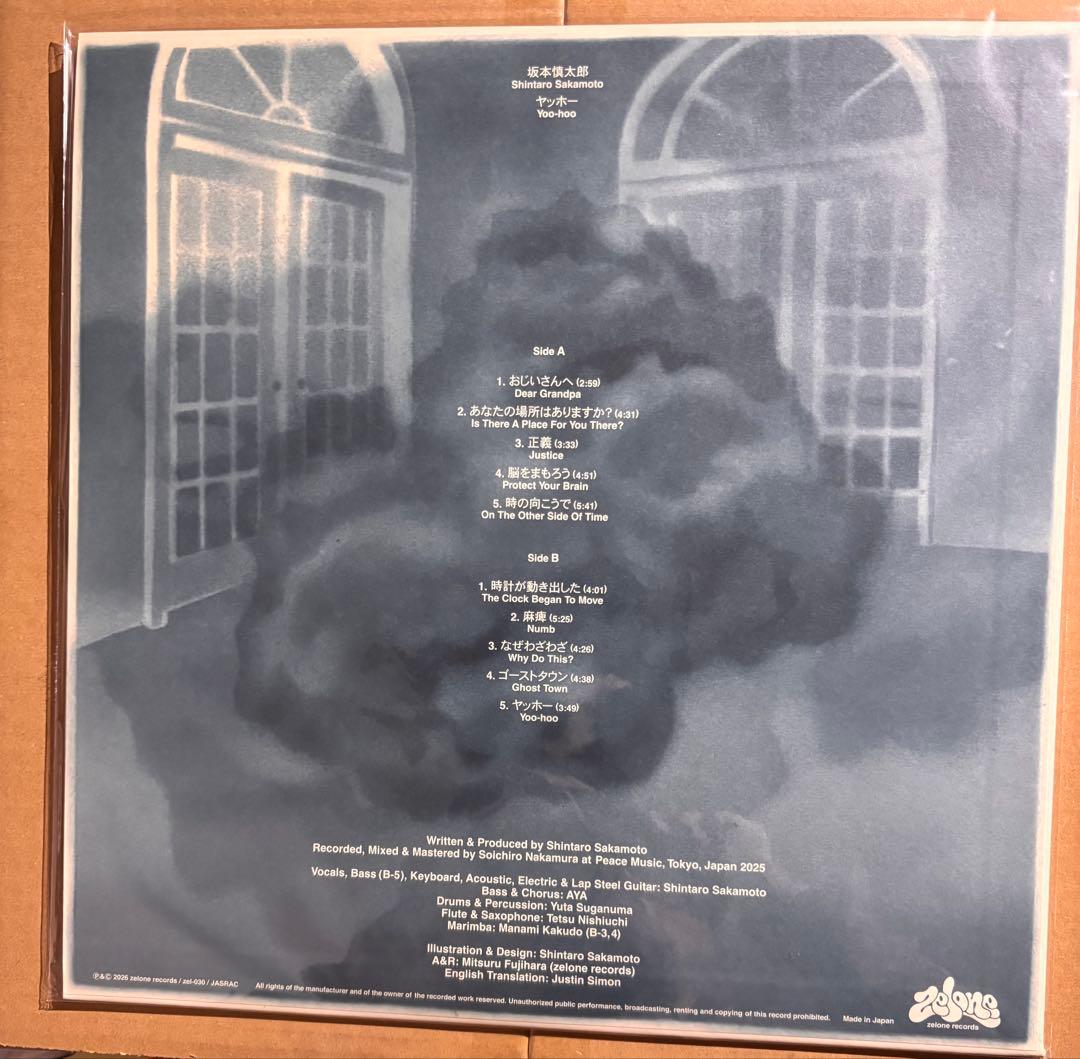 坂本慎太郎
Shintaro Sakamoto
ヤッホー
Yoo-hoo
Side A
1. おじいさんへ (2:59)
Dear Grandpa
2. あなたの場所はありますか? (4:31)
Is There A Place For You There?
3. 正義 (3:33)
Justice
4. 脳をまもろう (4:51)
Protect Your Brain
5. 時の向こうで (5:41)
On The Other Side Of Time
Side B
1. 時計が動き出した (4:01)
The Clock Began To Move
2. 麻痺 (5:25)
Numb
3. なぜわざわざ (4:26)
Why Do This?
4. ゴーストタウン (4:38)
Ghost Town
5. ヤッホー (3:49)
Yoo-hoo
Written & Produced by Shintaro Sakamoto
Recorded, Mixed & Mastered by Soichiro Nakamura at Peace Music, Tokyo, Japan 2025
Vocals, Bass (B-5), Keyboard, Acoustic, Electric & Lap Steel Guitar: Shintaro Sakamoto
Bass & Chorus: AYA
Drums & Percussion: Yuta Suganuma
Flute & Saxophone: Tetsu Nishiuchi
Marimba: Manami Kakudo (B-3,4)
Illustration & Design: Shintaro Sakamoto
A&R: Mitsuru Fujihara (zelone records)
English Translation: Justin Simon
℗&© 2026 zelone records / zel-030 / JASRAC All rights of the manufacturer and of the owner of the recorded work reserved. Unauthorized public performance, broadcasting, renting and copying of this record prohibited. Made in Japan
zelone
zelone records